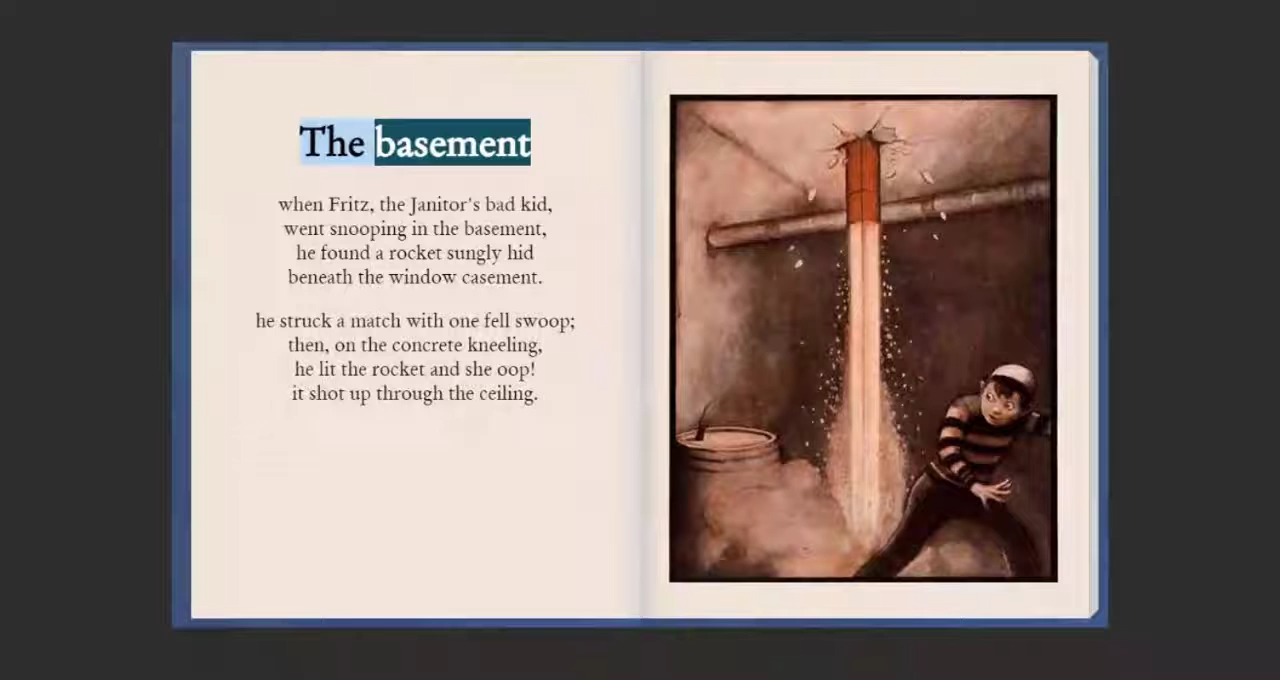 The basement
when Fritz, the Janitor's bad kid,
went snooping in the basement,
he found a rocket sungly hid
beneath the window casement.
he struck a match with one fell swoop;
then, on the concrete kneeling,
he lit the rocket and she oop!
it shot up through the ceiling.